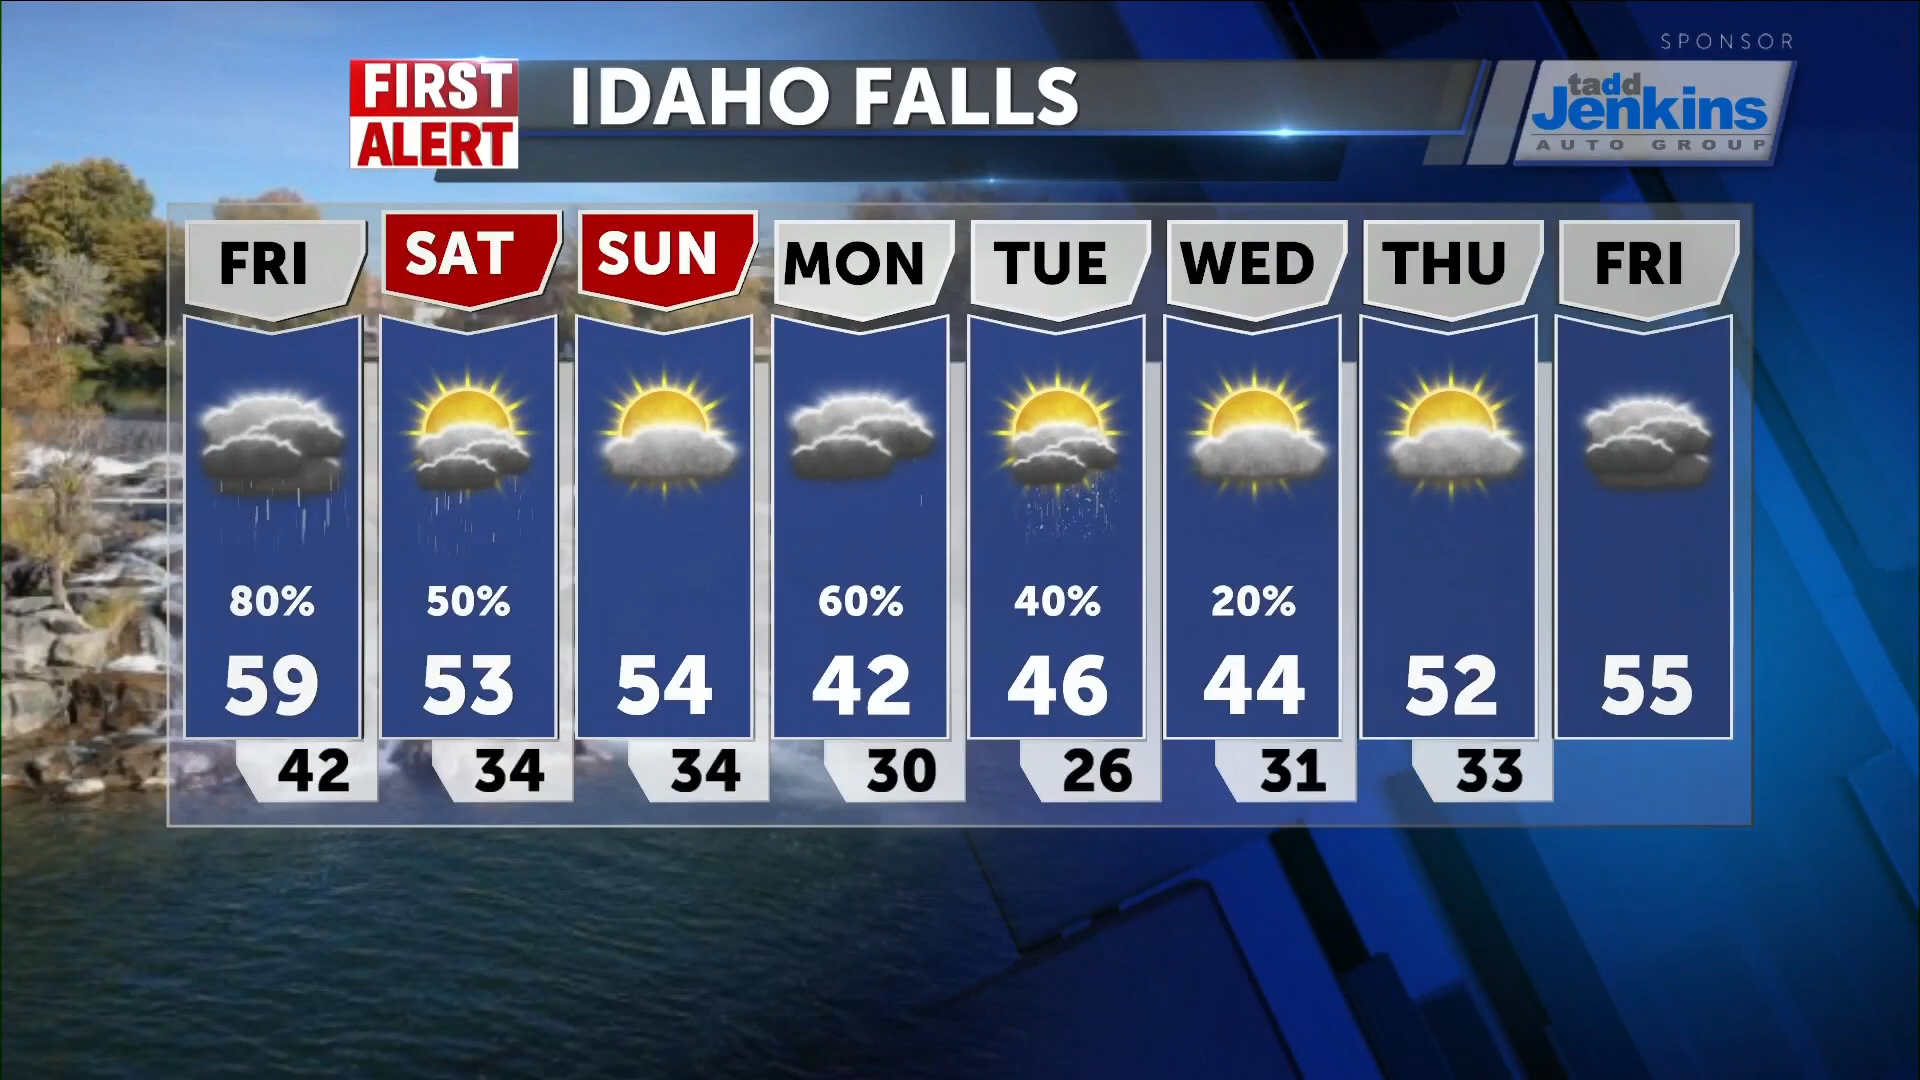 SPONSOR
FIRST
ALERT
IDAHO FALLS
tadd
Jenkins
AUTO GROUP
FRI SAT SUN MON TUE WED THU FRI
80% 50% 60% 40% 20%
59 53 54 42 46 44 52 55
42 34 34 30 26 31 33